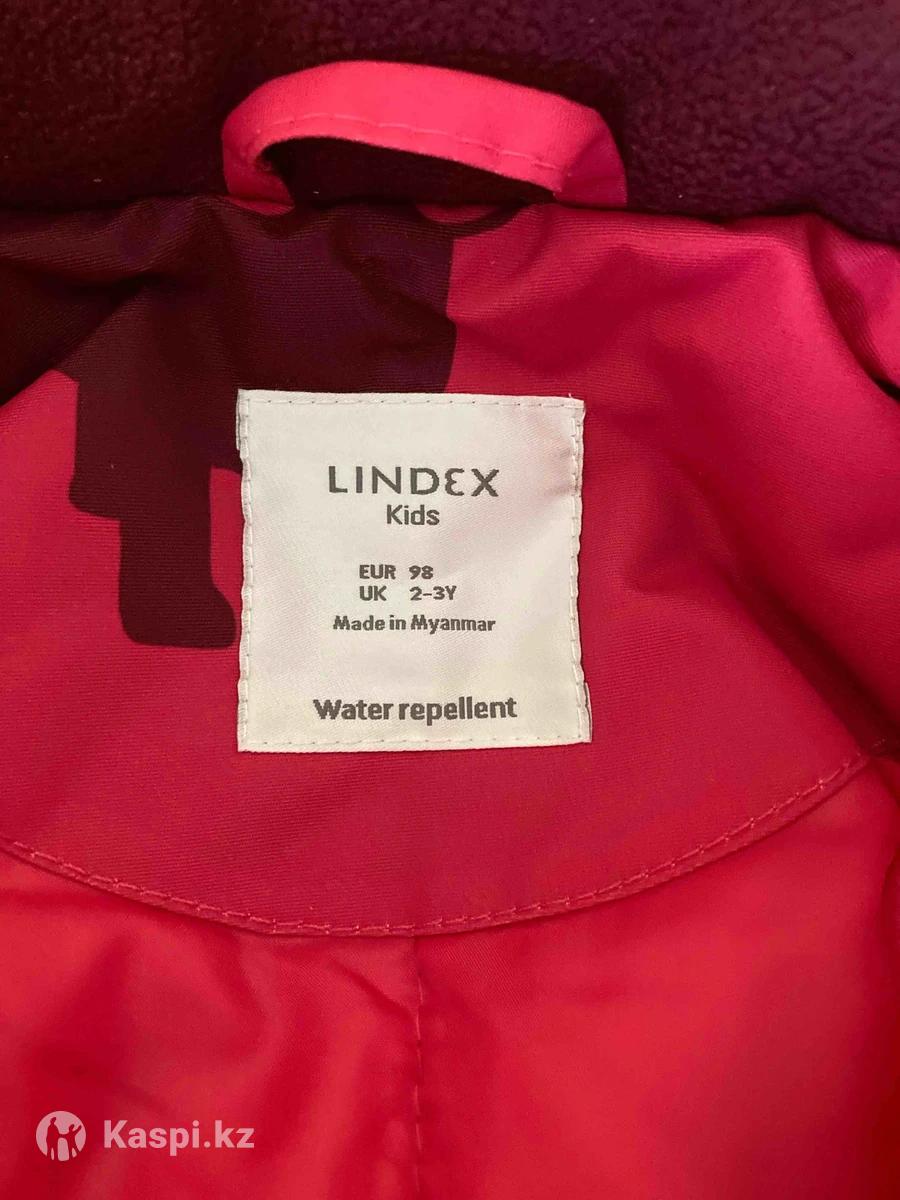 LINDEX
Kids
EUR 98
UK 2-3Y
Made in Myanmar
Water repellent
Kaspi.kz